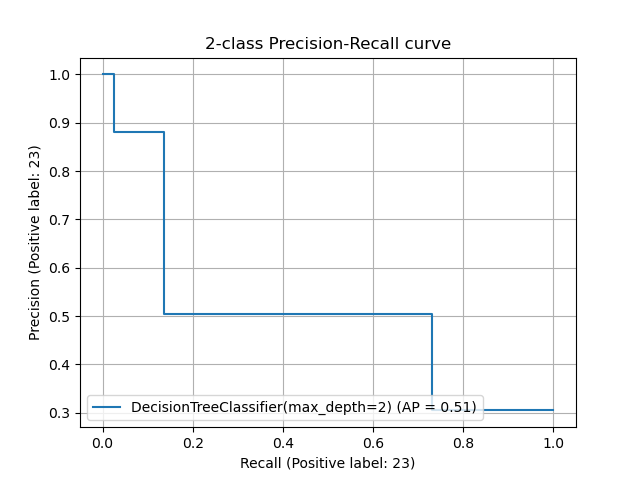 2-class Precision-Recall curve
Precision (Positive label: 23)
1.0
0.9
0.8
0.7
0.6
0.5
0.4
0.3
DecisionTreeClassifier(max_depth=2) (AP = 0.51)
0.0 0.2 0.4 0.6 0.8 1.0
Recall (Positive label: 23)